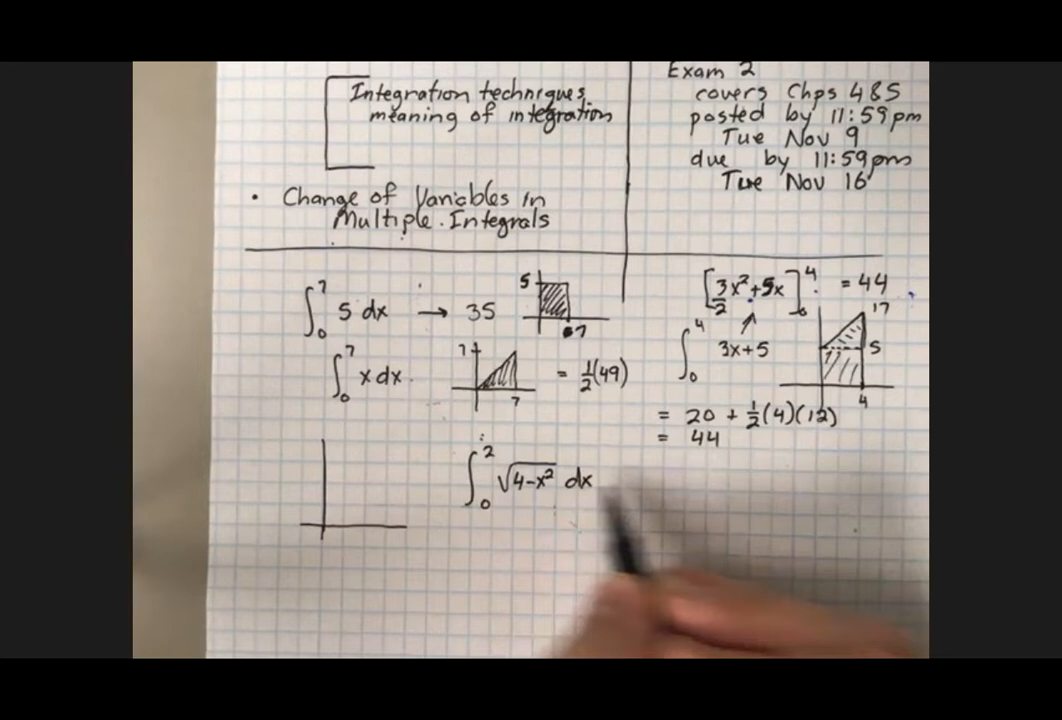 Integration techniques,
meaning of integration
• Change of Variables in
Multiple Integrals
Exam 2
covers Chps 4&5
posted by 11:59pm
Tue Nov 9
due by 11:59pm
Tue Nov 16
∫₀⁷ 5 dx → 35
5
7
∫₀⁷ x dx
7
7
= ½(49)
[3/2 x² + 5x]₀⁴ = 44
∫₀⁴ 3x+5
17
5
4
= 20 + ½(4)(12)
= 44
∫₀² √(4-x²) dx